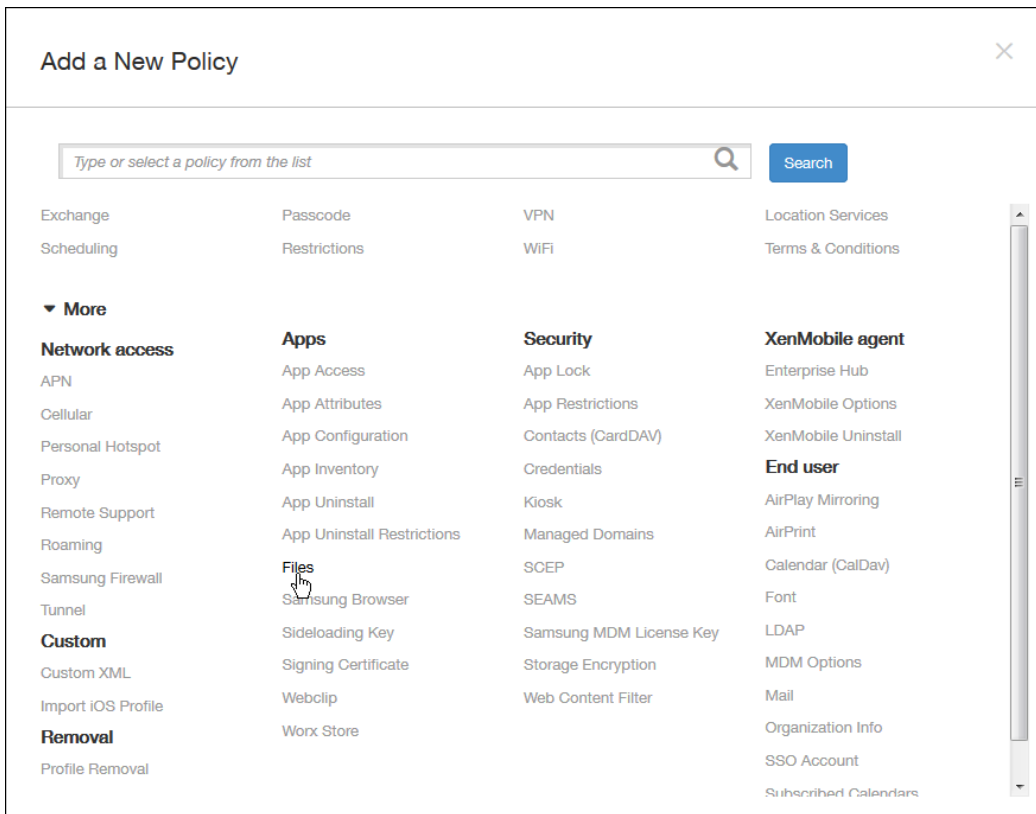 Add a New Policy
Type or select a policy from the list
Search
Exchange
Scheduling
Passcode
Restrictions
VPN
WiFi
Location Services
Terms & Conditions
More
Network access
APN
Cellular
Personal Hotspot
Proxy
Remote Support
Roaming
Samsung Firewall
Tunnel
Custom
Custom XML
Import iOS Profile
Removal
Profile Removal
Apps
App Access
App Attributes
App Configuration
App Inventory
App Uninstall
App Uninstall Restrictions
Files
Samsung Browser
Sideloading Key
Signing Certificate
Webclip
Worx Store
Security
App Lock
App Restrictions
Contacts (CardDAV)
Credentials
Kiosk
Managed Domains
SCEP
SEAMS
Samsung MDM License Key
Storage Encryption
Web Content Filter
XenMobile agent
Enterprise Hub
XenMobile Options
XenMobile Uninstall
End user
AirPlay Mirroring
AirPrint
Calendar (CalDav)
Font
LDAP
MDM Options
Mail
Organization Info
SSO Account
Subscribed Calendars